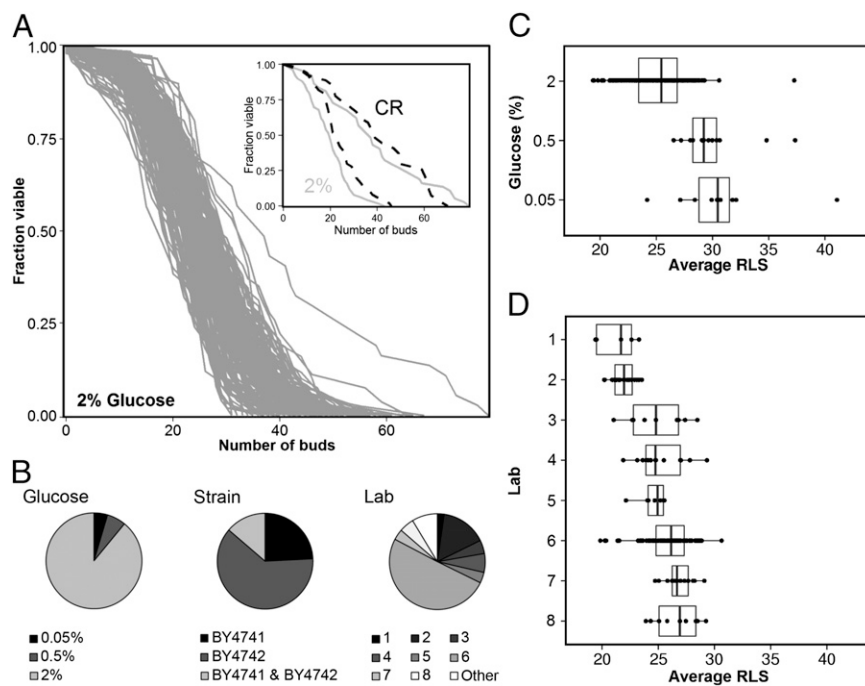 A
Fraction viable
1.00
0.75
0.50
0.25
0.00
0
20
40
60
Number of buds
2% Glucose
Fraction viable
1.00
0.75
0.50
0.25
0.00
CR
2%
0
20
40
60
Number of buds
B
Glucose
0.05%
0.5%
2%
Strain
BY4741
BY4742
BY4741 & BY4742
Lab
1 2 3
4 5 6
7 8 Other
C
Glucose (%)
2
0.5
0.05
20 25 30 35 40
Average RLS
D
Lab
1
2
3
4
5
6
7
8
20 25 30 35 40
Average RLS